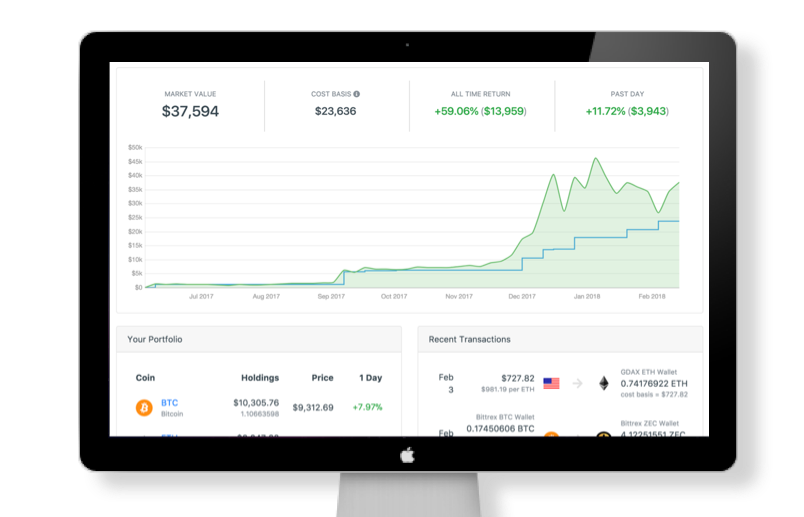 MARKET VALUE
$37,594
COST BASIS
$23,636
ALL TIME RETURN
+59.06% ($13,959)
PAST DAY
+11.72% ($3,943)
$50k
$45k
$40k
$35k
$30k
$25k
$20k
$15k
$10k
$5k
$0
Jul 2017
Aug 2017
Sep 2017
Oct 2017
Nov 2017
Dec 2017
Jan 2018
Feb 2018
Your Portfolio
Coin Holdings Price 1 Day
BTC $10,305.76 $9,312.69 +7.97%
Bitcoin 1.10663598
Recent Transactions
Feb 3
$727.82
$981.19 per ETH
GDAX ETH Wallet
0.74176922 ETH
cost basis = $727.82
Feb
Bittrex BTC Wallet
0.17450606 BTC
Bittrex ZEC Wallet
4.12251551 ZEC